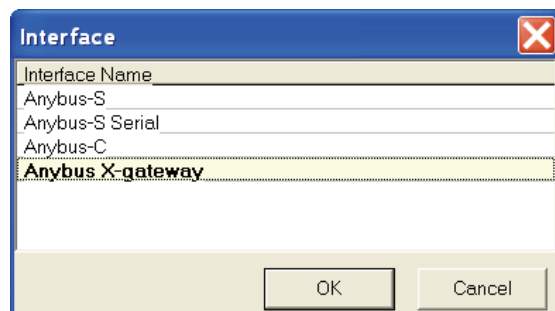 Interface
Interface Name
Anybus-S
Anybus-S Serial
Anybus-C
Anybus X-gateway
OK
Cancel